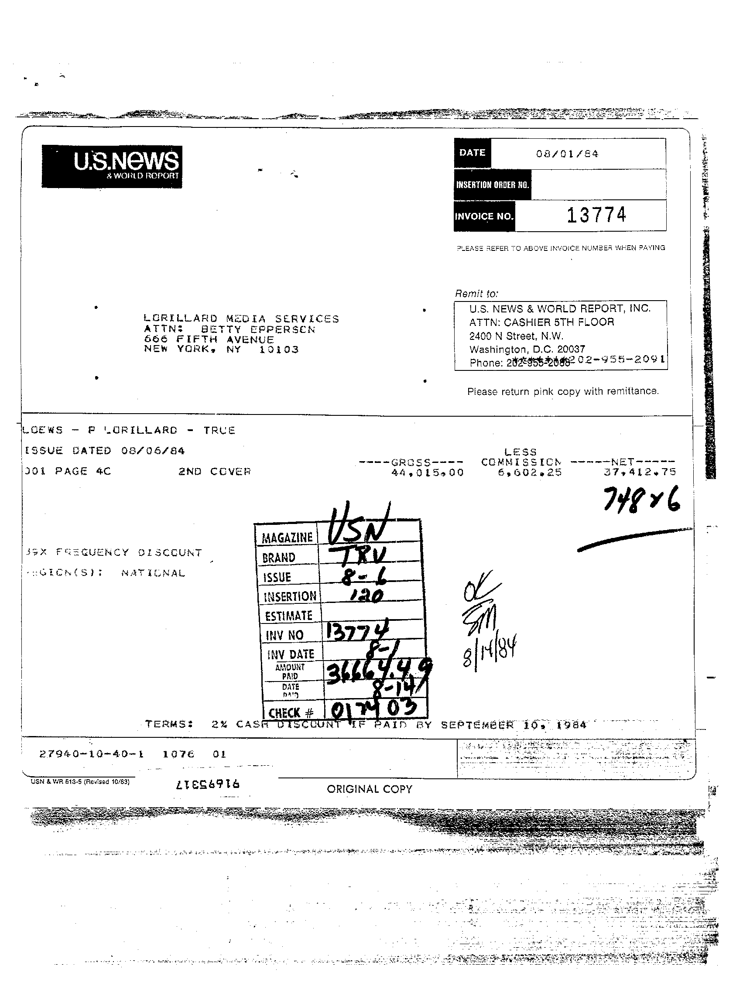 U.S.NEWS
& WORLD REPORT
DATE 08/01/84
INSERTION ORDER NO.
INVOICE NO. 13774
PLEASE REFER TO ABOVE INVOICE NUMBER WHEN PAYING
Remit to:
U.S. NEWS & WORLD REPORT, INC.
ATTN: CASHIER 5TH FLOOR
2400 N Street, N.W.
Washington, D.C. 20037
Phone: 202-955-2091
LORILLARD MEDIA SERVICES
ATTN: BETTY EPPERSON
666 FIFTH AVENUE
NEW YORK, NY 10103
Please return pink copy with remittance.
LOEWS - P LORILLARD - TRUE
ISSUE DATED 08/06/84
LESS
----GROSS---- COMMISSION -----NET-----
001 PAGE 4C 2ND COVER 44,015.00 6,602.25 37,412.75
748 26
FREQUENCY DISCOUNT
REGION(S): NATIONAL
MAGAZINE USN
BRAND TRU
ISSUE 8-6
INSERTION 120
ESTIMATE
INV NO 13774
INV DATE 8-1
AMOUNT PAID 36664.49
DATE PAID 8-14
CHECK # 017403
OK
8/14/84
TERMS: 2% CASH DISCOUNT IF PAID BY SEPTEMBER 10, 1984
27940-10-40-1 1076 01
USN & WR 513-5 (Revised 10/83)
91695317
ORIGINAL COPY